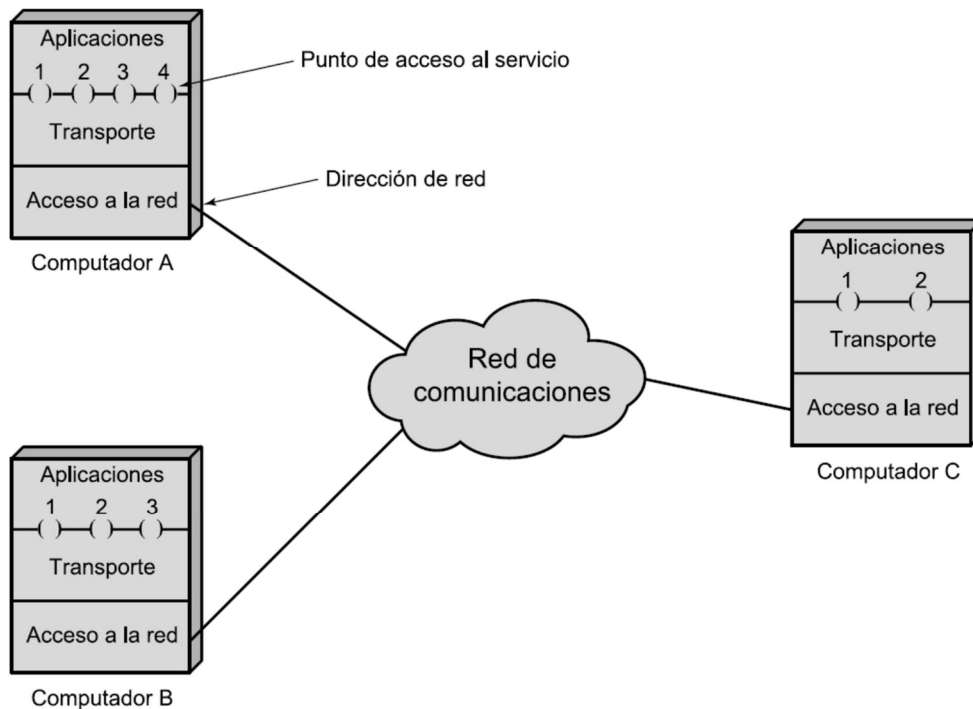 Aplicaciones
1 2 3 4
Transporte
Acceso a la red
Computador A
Punto de acceso al servicio
Dirección de red
Red de
comunicaciones
Aplicaciones
1 2
Transporte
Acceso a la red
Computador C
Aplicaciones
1 2 3
Transporte
Acceso a la red
Computador B